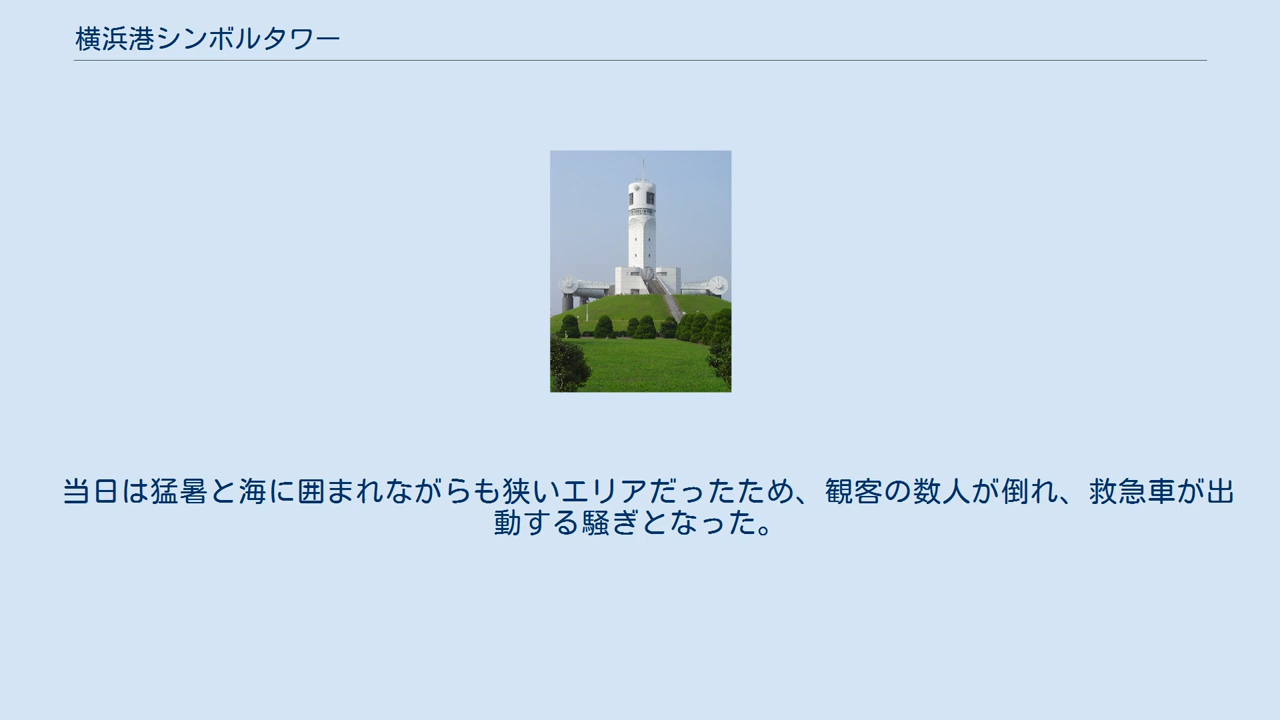 横浜港シンボルタワー
当日は猛暑と海に囲まれながらも狭いエリアだったため、観客の数人が倒れ、救急車が出
動する騒ぎとなった。